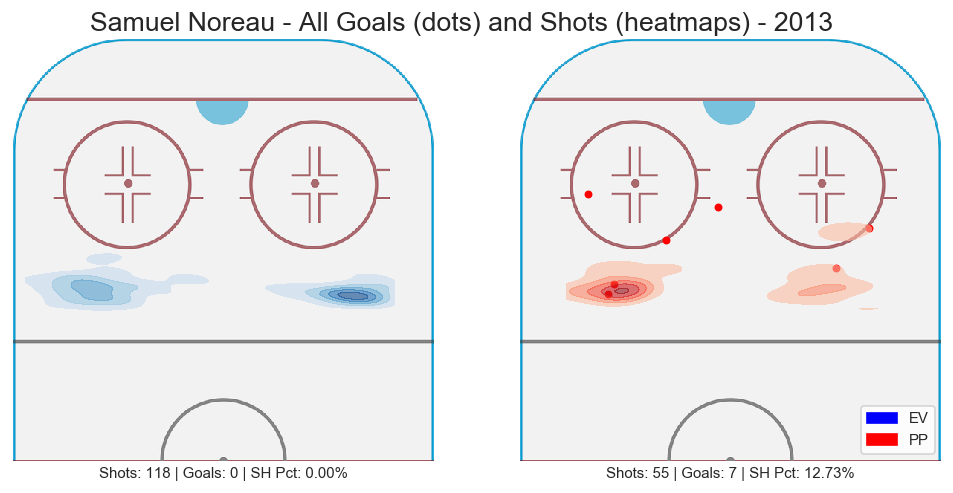 Samuel Noreau - All Goals (dots) and Shots (heatmaps) - 2013
EV
PP
Shots: 118 | Goals: 0 | SH Pct: 0.00%
Shots: 55 | Goals: 7 | SH Pct: 12.73%